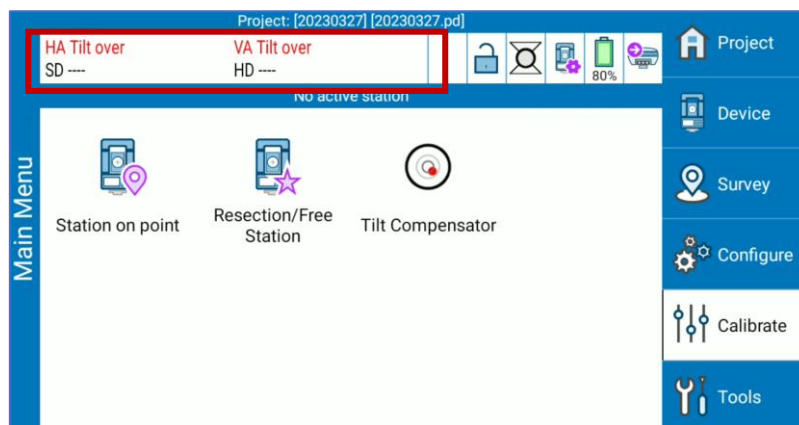 Project: [20230327] [20230327.pd]
HA Tilt over VA Tilt over
SD ---- HD ----
80%
No active station
Main Menu
Station on point
Resection/Free
Station
Tilt Compensator
Project
Device
Survey
Configure
Calibrate
Tools